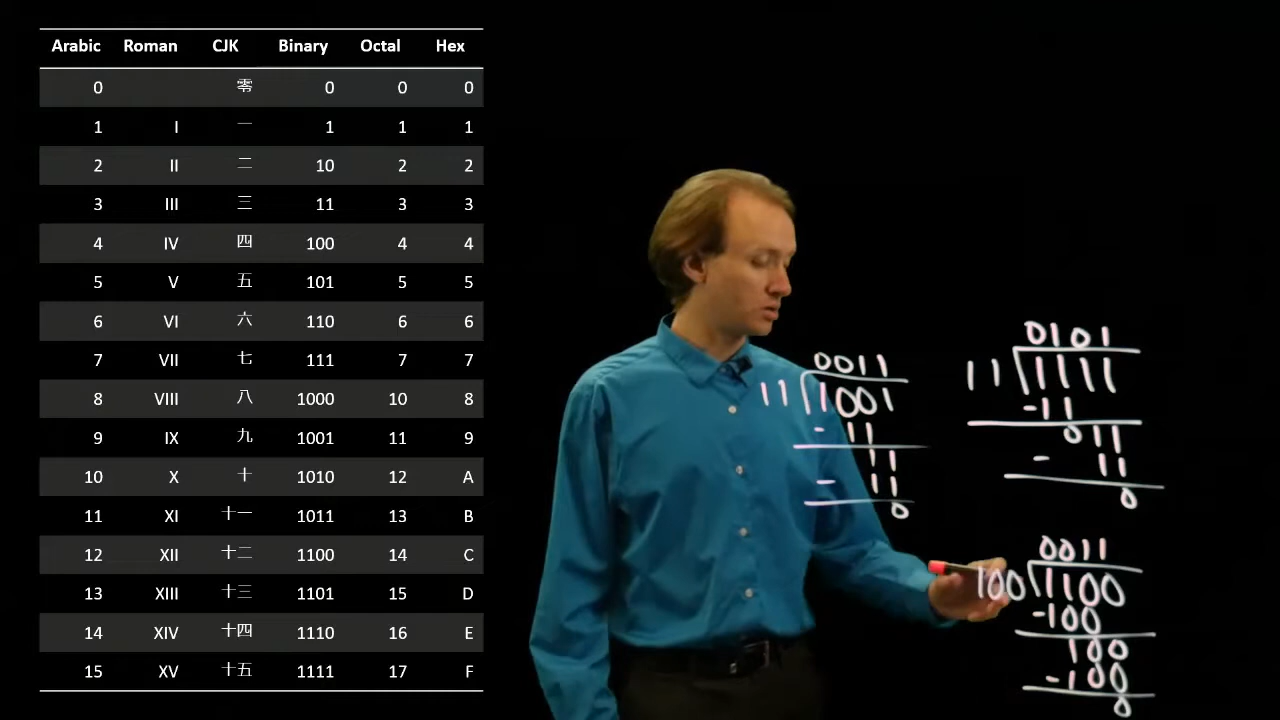 Arabic Roman CJK Binary Octal Hex
0 零 0 0 0
1 I 一 1 1 1
2 II 二 10 2 2
3 III 三 11 3 3
4 IV 四 100 4 4
5 V 五 101 5 5
6 VI 六 110 6 6
7 VII 七 111 7 7
8 VIII 八 1000 10 8
9 IX 九 1001 11 9
10 X 十 1010 12 A
11 XI 十一 1011 13 B
12 XII 十二 1100 14 C
13 XIII 十三 1101 15 D
14 XIV 十四 1110 16 E
15 XV 十五 1111 17 F
0011
11 1001
- 11
11
- 11
0
0101
11 1111
-11
011
- 11
0
0011
100 1100
-100
100
-100
0